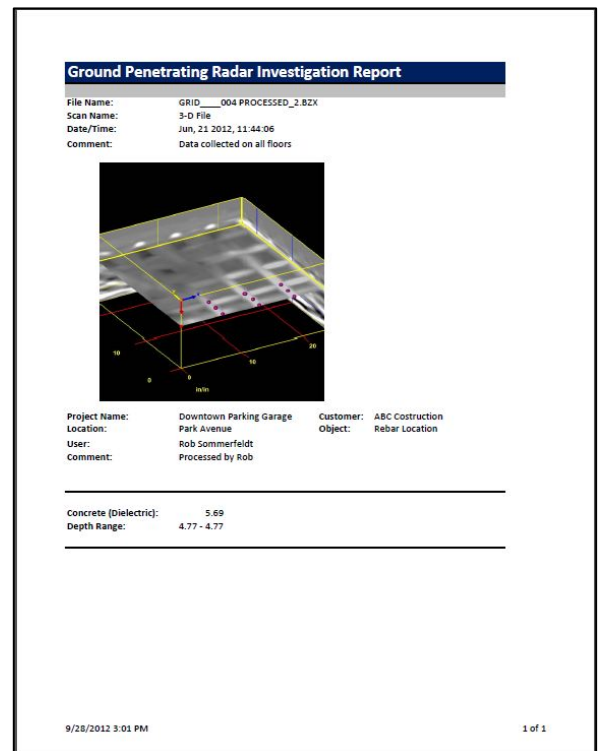 Ground Penetrating Radar Investigation Report
File Name: GRID____004 PROCESSED_2.BZX
Scan Name: 3-D File
Date/Time: Jun, 21 2012, 11:44:06
Comment: Data collected on all floors
10
0
0
in/in
10
20
Project Name: Downtown Parking Garage Customer: ABC Costruction
Location: Park Avenue Object: Rebar Location
User: Rob Sommerfeldt
Comment: Processed by Rob
Concrete (Dielectric): 5.69
Depth Range: 4.77 - 4.77
9/28/2012 3:01 PM 1 of 1